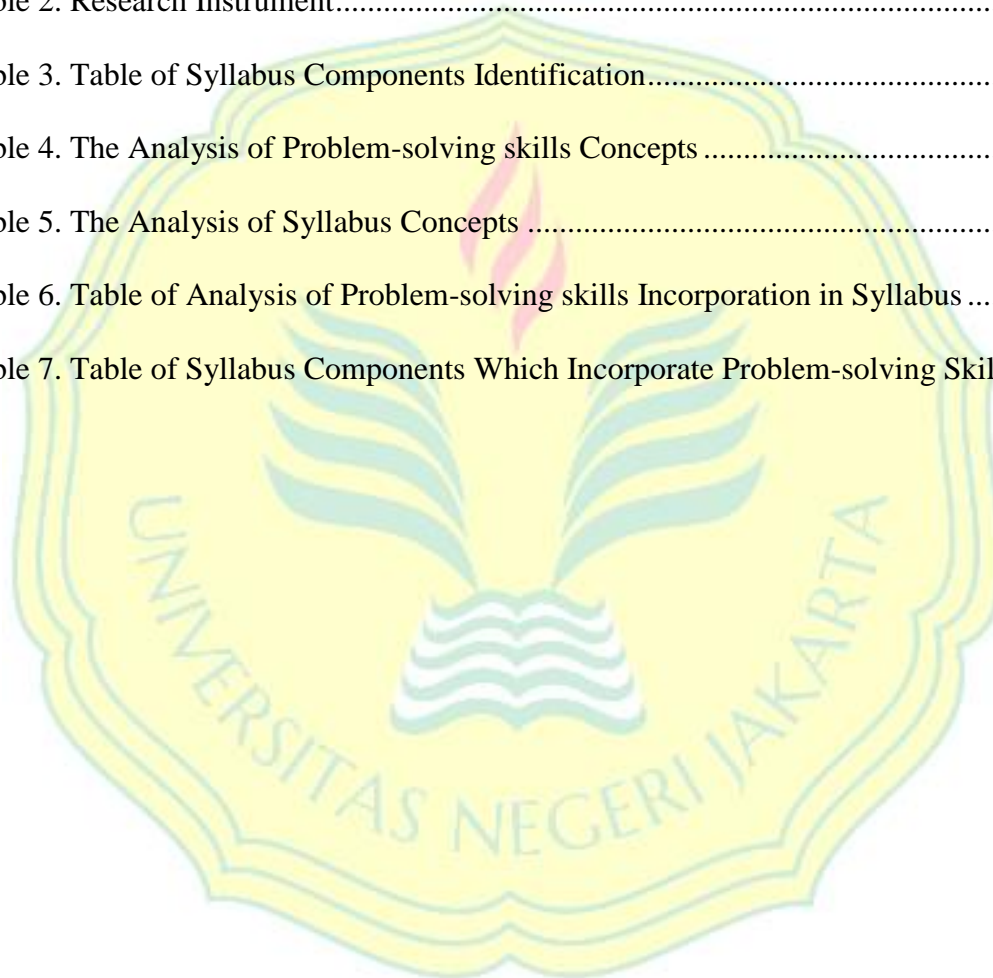 ble 2. Research Instrument
ble 3. Table of Syllabus Components Identification
ble 4. The Analysis of Problem-solving skills Concepts
ble 5. The Analysis of Syllabus Concepts
ble 6. Table of Analysis of Problem-solving skills Incorporation in Syllabus
ble 7. Table of Syllabus Components Which Incorporate Problem-solving Skil
UNIVERSITAS NEGERI JAKARTA